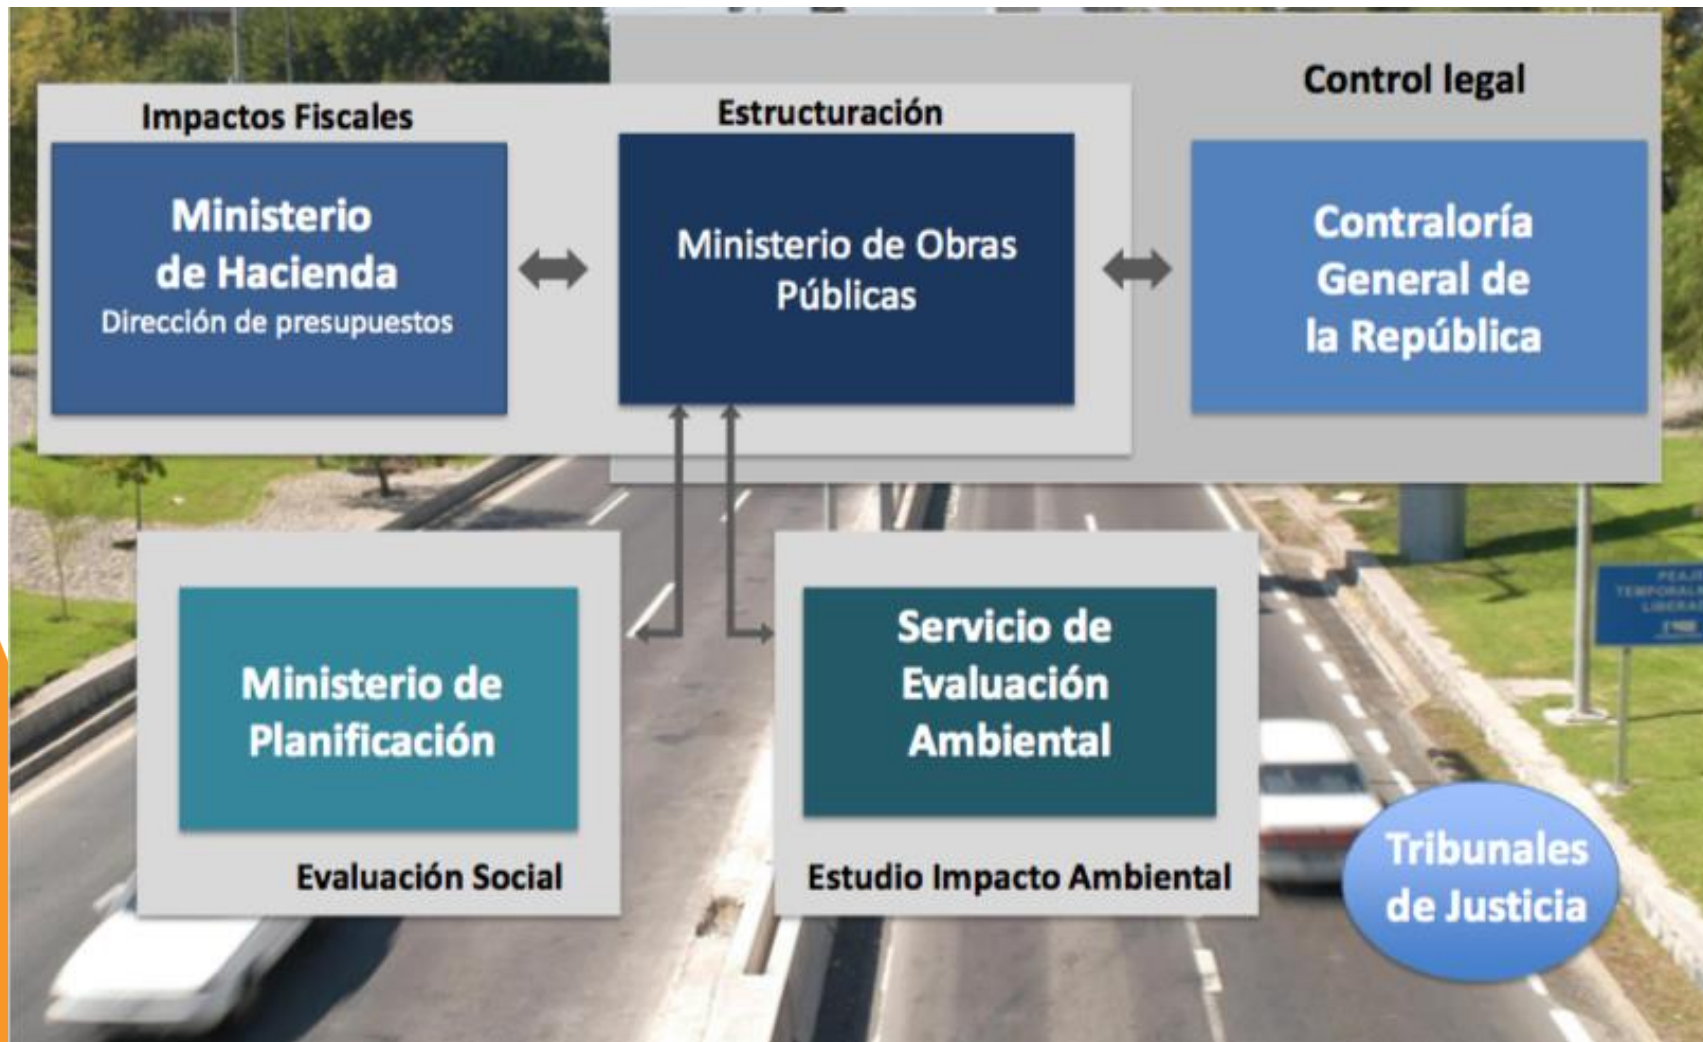 Impactos Fiscales
Ministerio
de Hacienda
Dirección de presupuestos
Estructuración
Ministerio de Obras
Públicas
Control legal
Contraloría
General de
la República
Ministerio de
Planificación
Evaluación Social
Servicio de
Evaluación
Ambiental
Estudio Impacto Ambiental
Tribunales
de Justicia